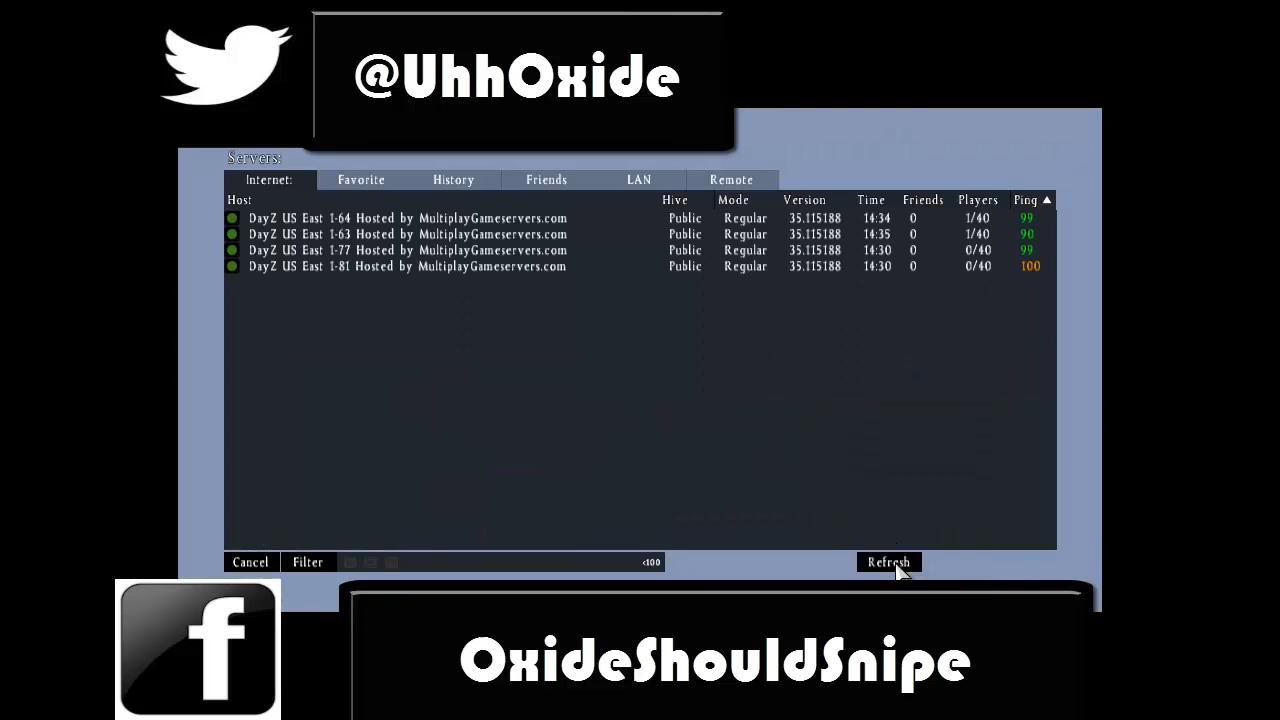 @UhhOxide
Servers:
Internet: Favorite History Friends LAN Remote
Host Hive Mode Version Time Friends Players Ping
DayZ US East 1-64 Hosted by MultiplayGameservers.com Public Regular 35.115188 14:34 0 1/40 99
DayZ US East 1-63 Hosted by MultiplayGameservers.com Public Regular 35.115188 14:35 0 1/40 90
DayZ US East 1-77 Hosted by MultiplayGameservers.com Public Regular 35.115188 14:30 0 0/40 99
DayZ US East 1-81 Hosted by MultiplayGameservers.com Public Regular 35.115188 14:30 0 0/40 100
Cancel Filter <100 Refresh
f
OxideShouldSnipe